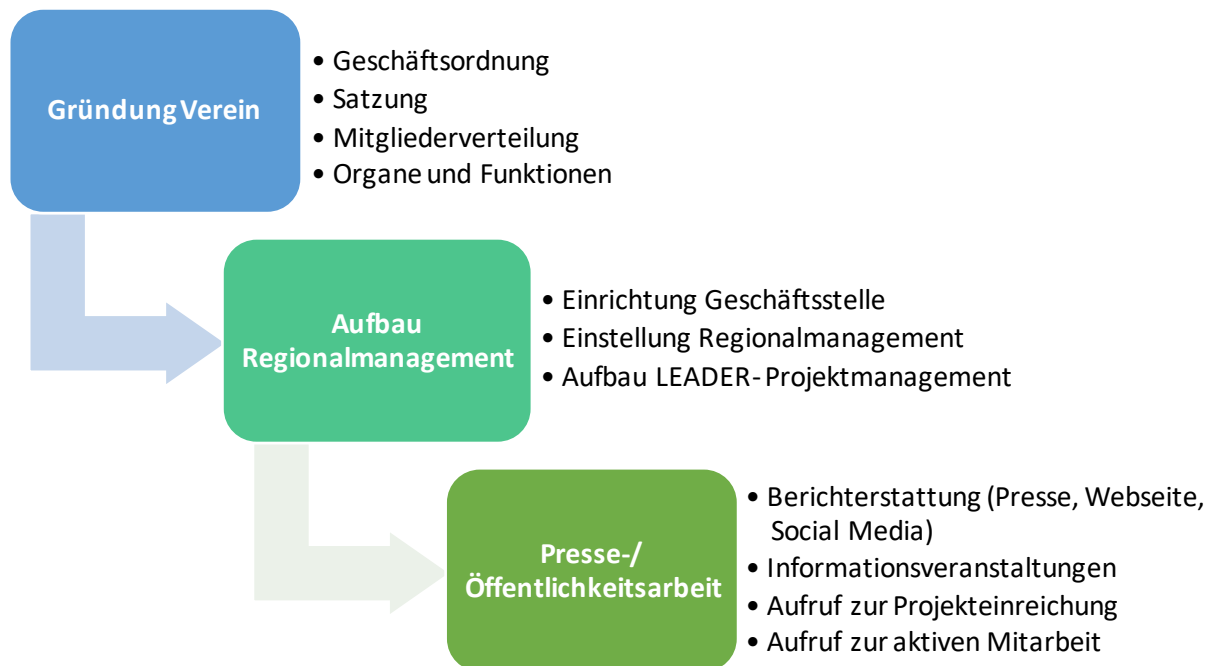 Gründung Verein
• Geschäftsordnung
• Satzung
• Mitgliederverteilung
• Organe und Funktionen
Aufbau
Regionalmanagement
• Einrichtung Geschäftsstelle
• Einstellung Regionalmanagement
• Aufbau LEADER-Projektmanagement
Presse-/
Öffentlichkeitsarbeit
• Berichterstattung (Presse, Webseite,
Social Media)
• Informationsveranstaltungen
• Aufruf zur Projekteinreichung
• Aufruf zur aktiven Mitarbeit